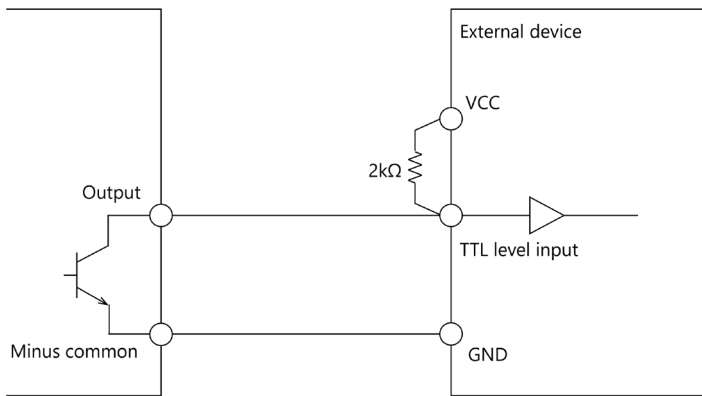 External device
VCC
2kΩ
Output
TTL level input
Minus common
GND